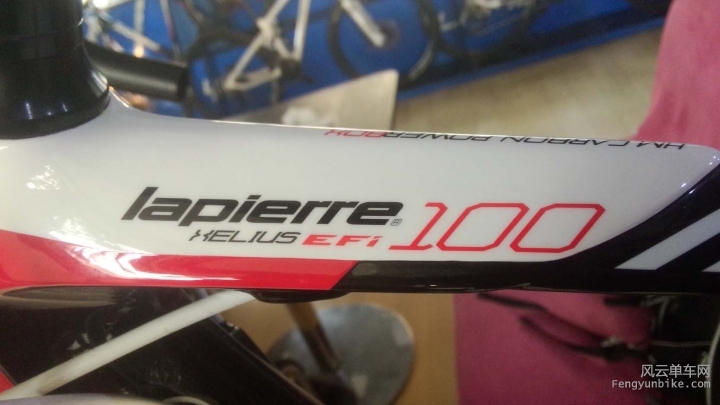 HM CARBON POWERBOX
lapierre®
XELIUS EFi 100
风云单车网
Fengyunbike.com